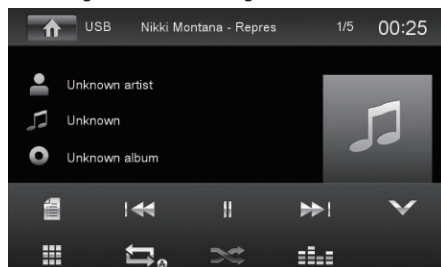 USB Nikki Montana - Repres 1/5 00:25
Unknown artist
Unknown
Unknown album